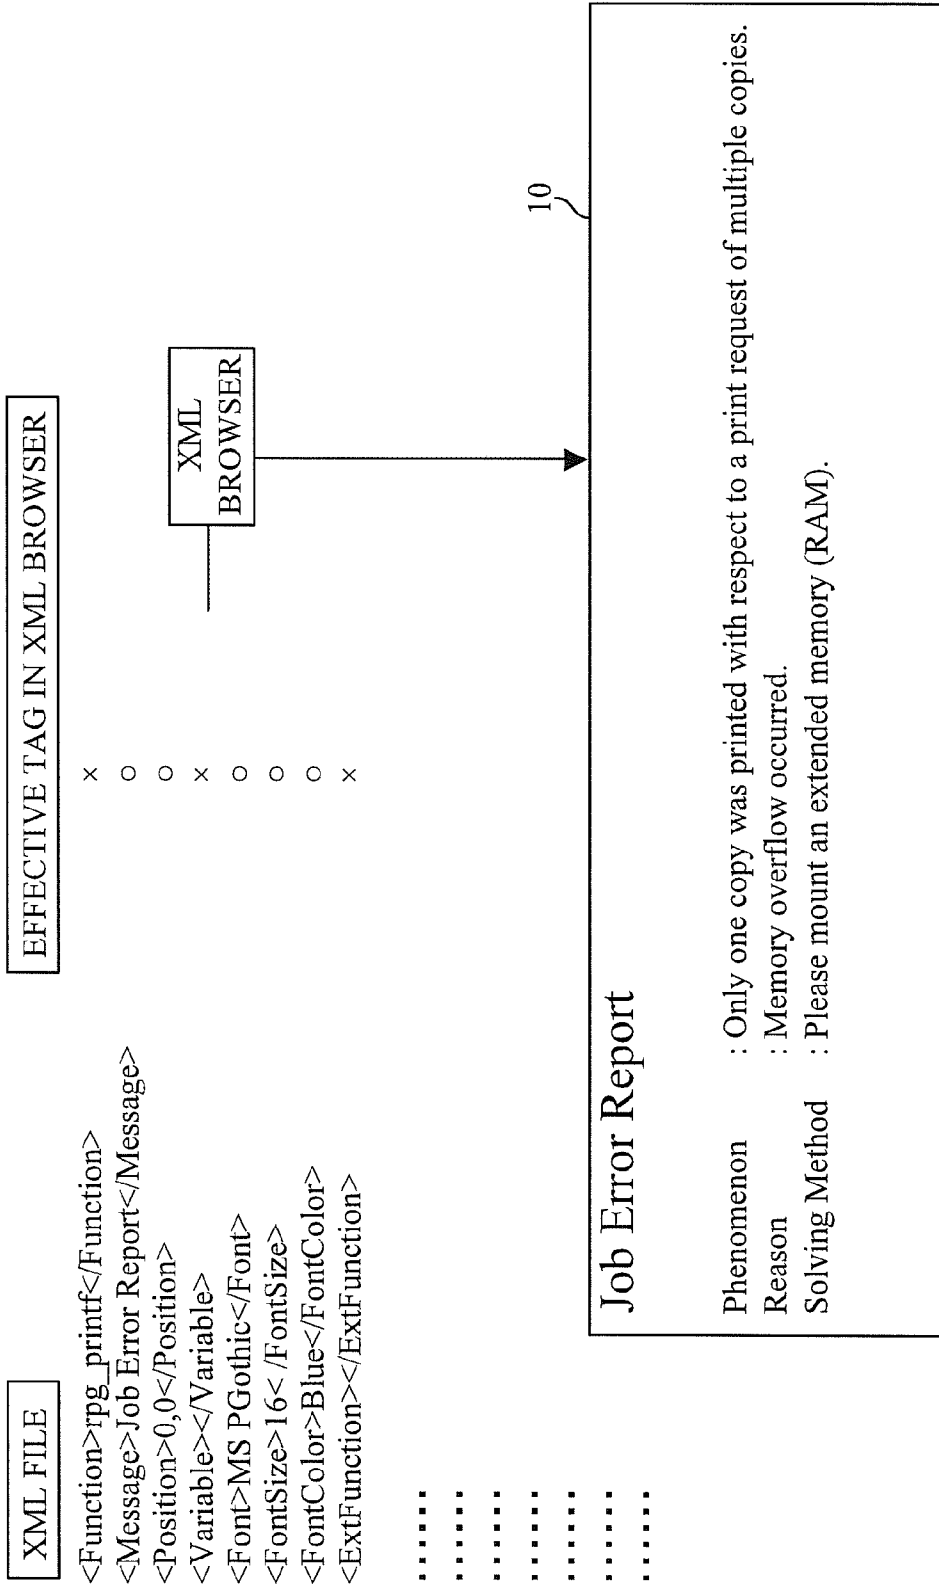 XML FILE
EFFECTIVE TAG IN XML BROWSER
<Function>rpg_printf</Function> ×
<Message>Job Error Report</Message> ○
<Position>0,0</Position> ○
<Variable></Variable> ×
<Font>MS PGothic</Font> ○
<FontSize>16< /FontSize> ○
<FontColor>Blue</FontColor> ○
<ExtFunction></ExtFunction> ×
XML
BROWSER
......
......
......
......
......
......
......
10
Job Error Report
Phenomenon : Only one copy was printed with respect to a print request of multiple copies.
Reason : Memory overflow occurred.
Solving Method : Please mount an extended memory (RAM).